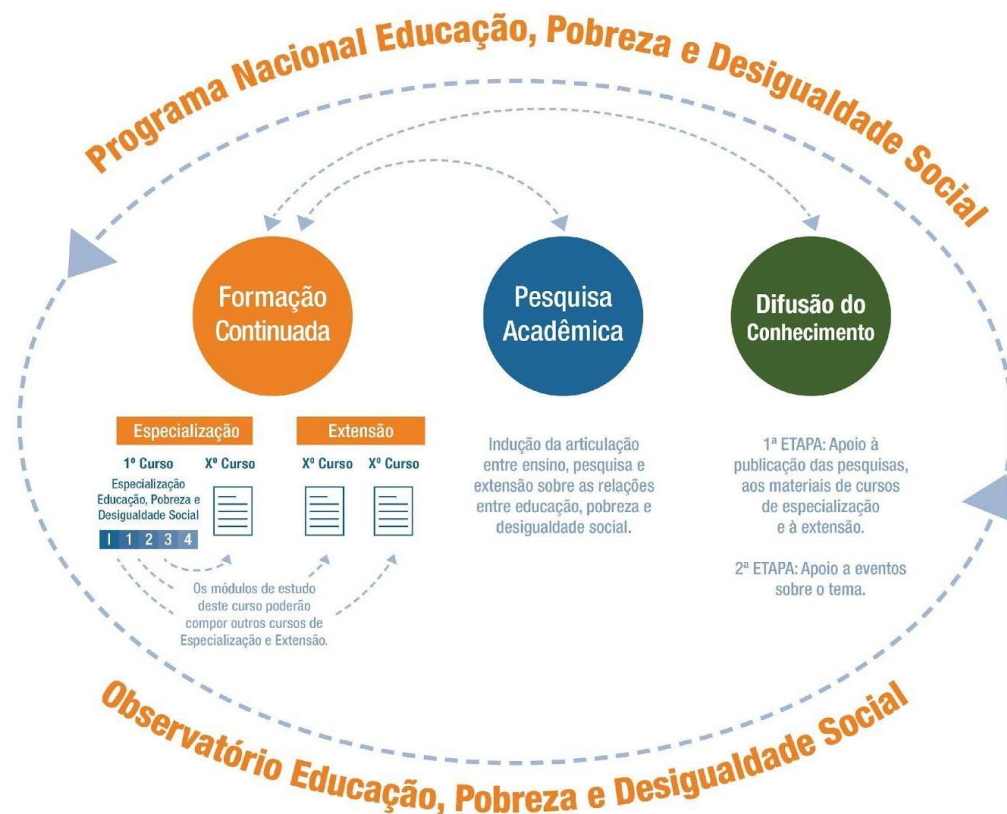 Programa Nacional Educação, Pobreza e Desigualdade Social
Formação
Continuada
Pesquisa
Acadêmica
Difusão do
Conhecimento
Especialização
Extensão
1º Curso
Xº Curso
Xº Curso
Xº Curso
Especialização
Educação, Pobreza e
Desigualdade Social
I 1 2 3 4
Os módulos de estudo
deste curso poderão
compor outros cursos de
Especialização e Extensão.
Indução da articulação
entre ensino, pesquisa e
extensão sobre as relações
entre educação, pobreza e
desigualdade social.
1ª ETAPA: Apoio à
publicação das pesquisas,
aos materiais de cursos
de especialização
e à extensão.
2ª ETAPA: Apoio a eventos
sobre o tema.
Observatório Educação, Pobreza e Desigualdade Social